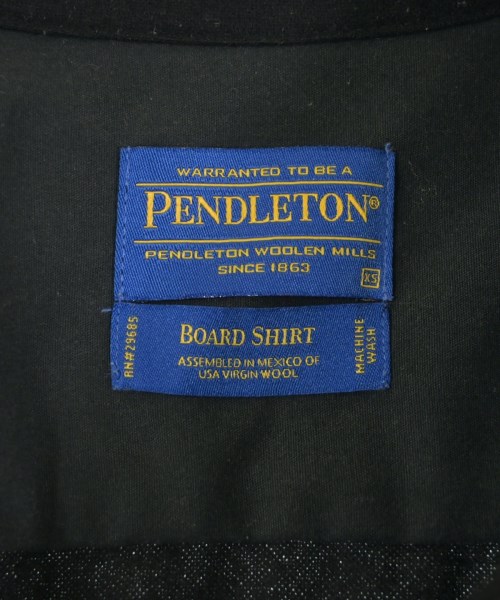 WARRANTED TO BE A
PENDLETON®
PENDLETON WOOLEN MILLS
SINCE 1863
XS
RN#29685
BOARD SHIRT
ASSEMBLED IN MEXICO OF
USA VIRGIN WOOL
MACHINE
WASH